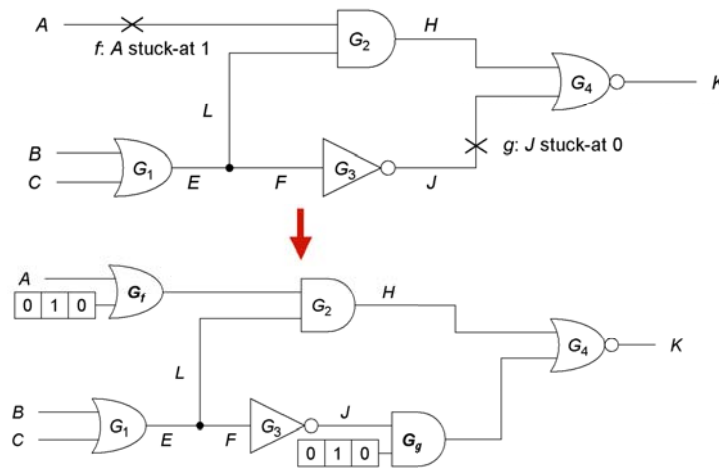 A
f: A stuck-at 1
G2
H
G4
K
L
B
C
G1
E
F
G3
J
g: J stuck-at 0
A
0 1 0
Gf
G2
H
G4
K
L
B
C
G1
E
F
G3
J
0 1 0
Gg